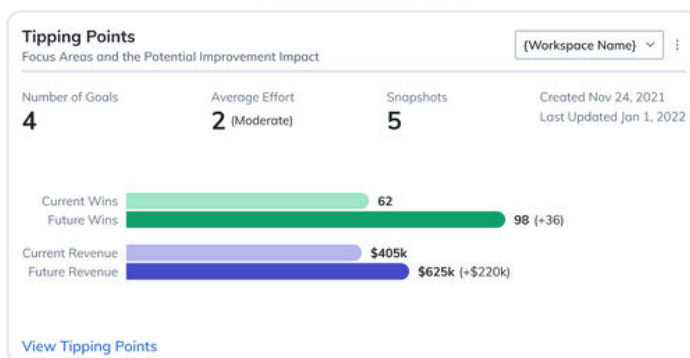 Tipping Points
Focus Areas and the Potential Improvement Impact
{Workspace Name}
Number of Goals
4
Average Effort
2 (Moderate)
Snapshots
5
Created Nov 24, 2021
Last Updated Jan 1, 2022
Current Wins 62
Future Wins 98 (+36)
Current Revenue $405k
Future Revenue $625k (+$220k)
View Tipping Points